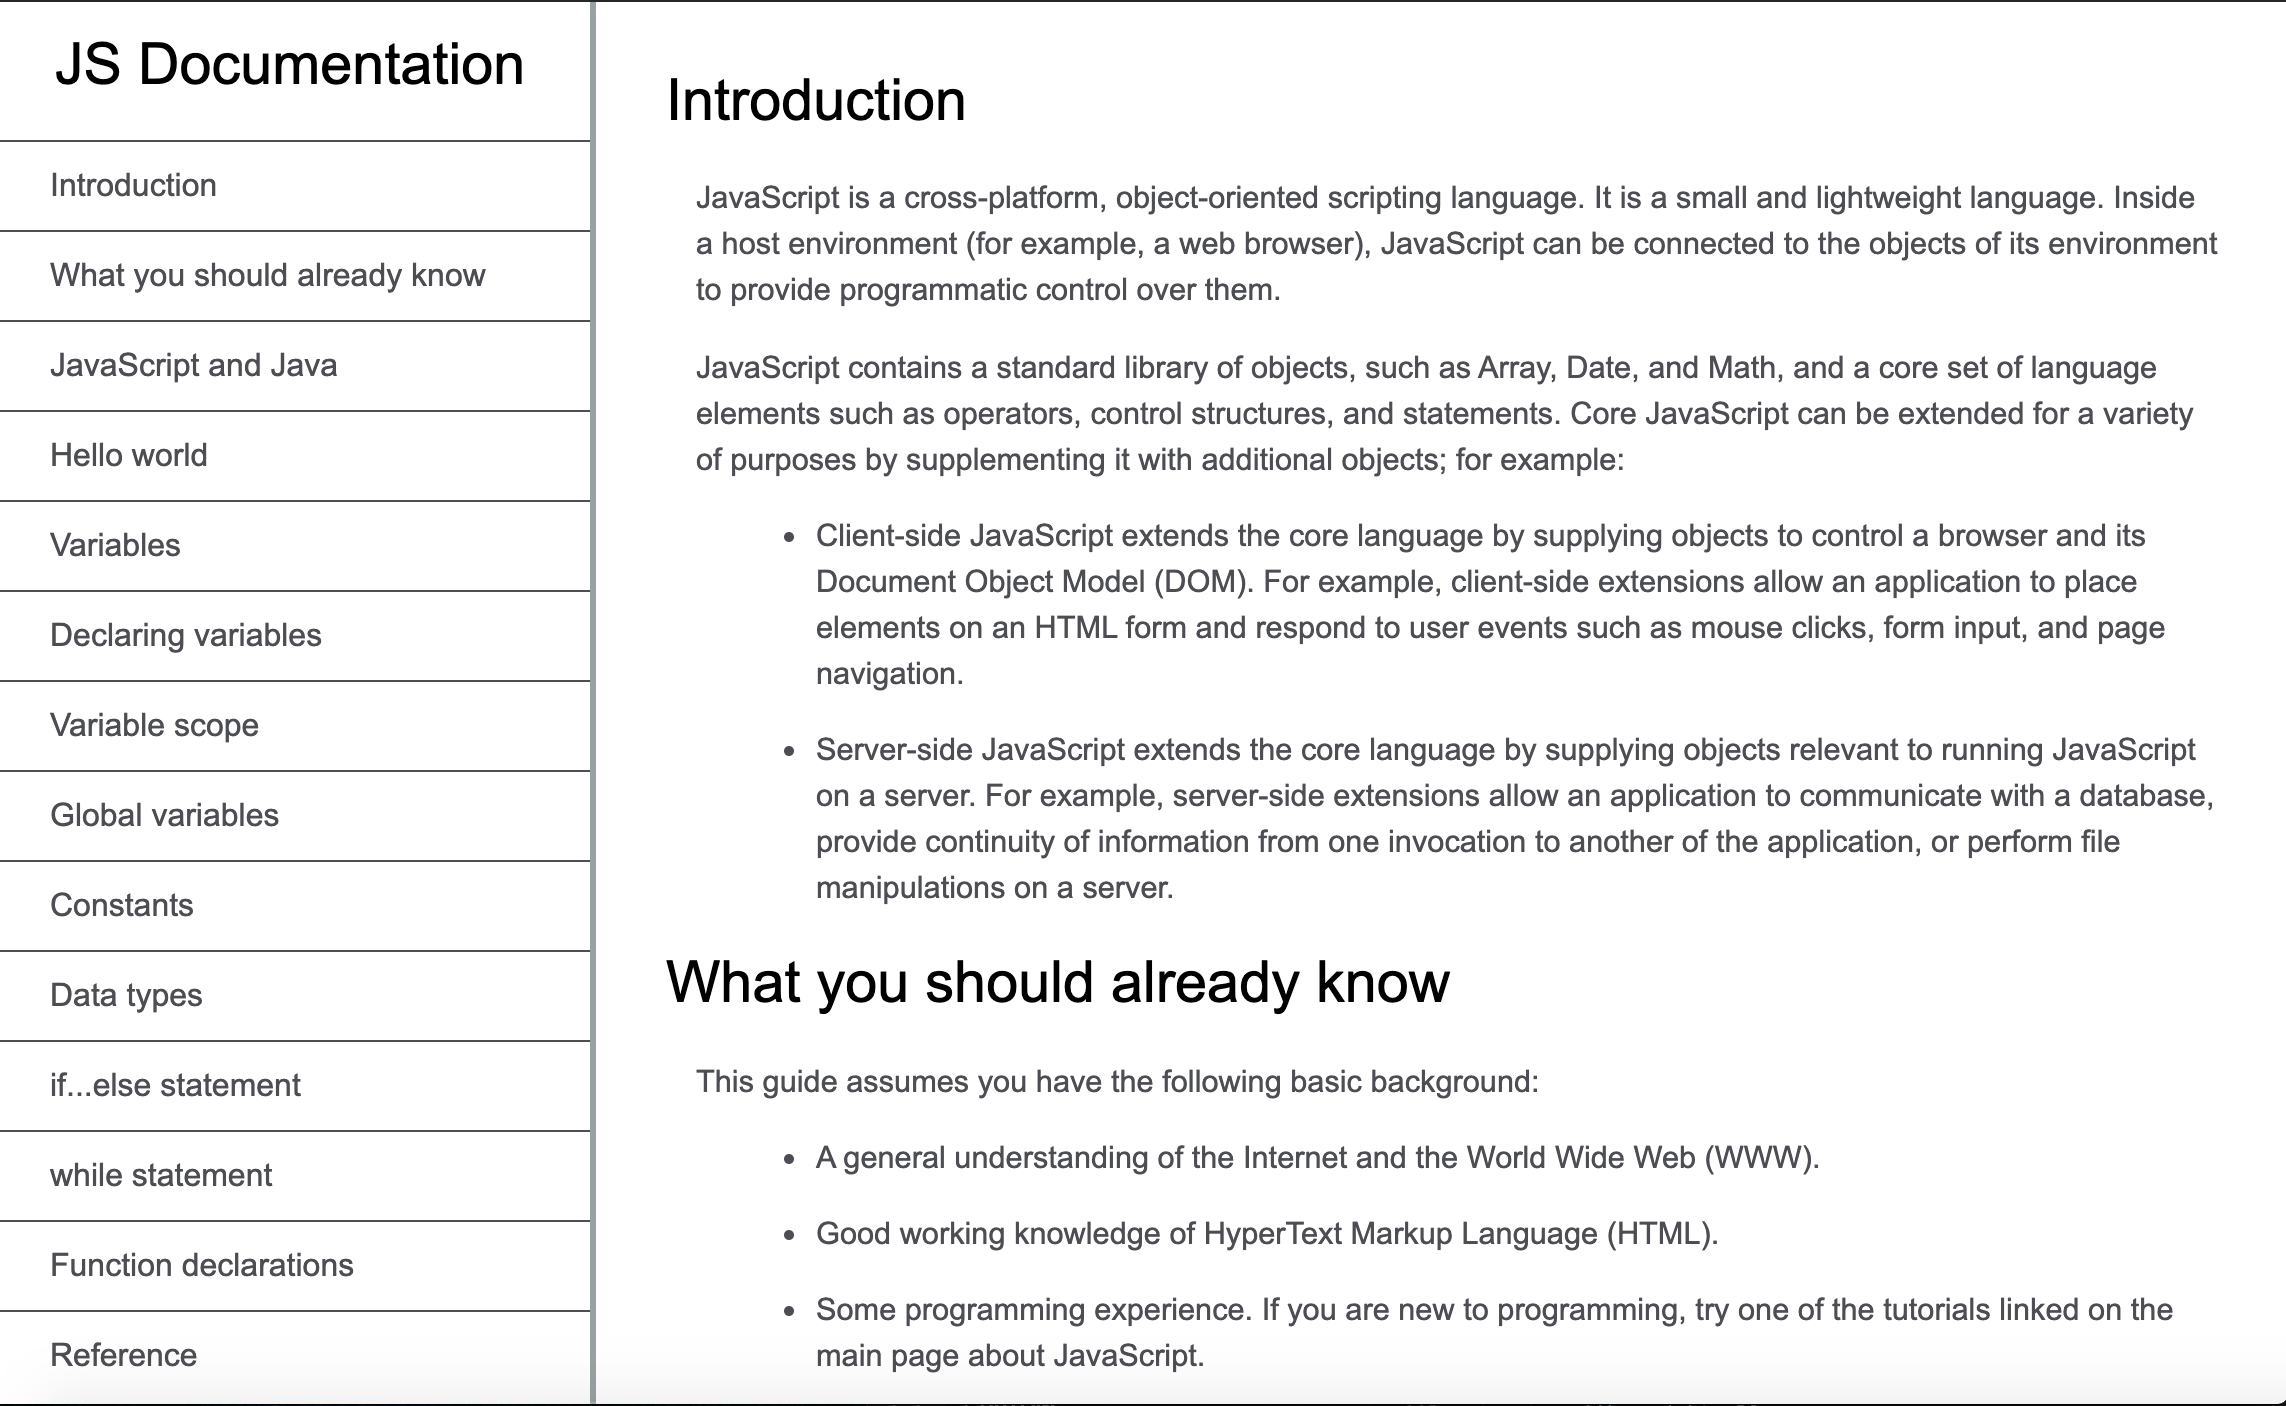 JS Documentation
Introduction
What you should already know
JavaScript and Java
Hello world
Variables
Declaring variables
Variable scope
Global variables
Constants
Data types
if...else statement
while statement
Function declarations
Reference
Introduction
JavaScript is a cross-platform, object-oriented scripting language. It is a small and lightweight language. Inside
a host environment (for example, a web browser), JavaScript can be connected to the objects of its environment
to provide programmatic control over them.
JavaScript contains a standard library of objects, such as Array, Date, and Math, and a core set of language
elements such as operators, control structures, and statements. Core JavaScript can be extended for a variety
of purposes by supplementing it with additional objects; for example:
• Client-side JavaScript extends the core language by supplying objects to control a browser and its
Document Object Model (DOM). For example, client-side extensions allow an application to place
elements on an HTML form and respond to user events such as mouse clicks, form input, and page
navigation.
• Server-side JavaScript extends the core language by supplying objects relevant to running JavaScript
on a server. For example, server-side extensions allow an application to communicate with a database,
provide continuity of information from one invocation to another of the application, or perform file
manipulations on a server.
What you should already know
This guide assumes you have the following basic background:
• A general understanding of the Internet and the World Wide Web (WWW).
• Good working knowledge of HyperText Markup Language (HTML).
• Some programming experience. If you are new to programming, try one of the tutorials linked on the
main page about JavaScript.